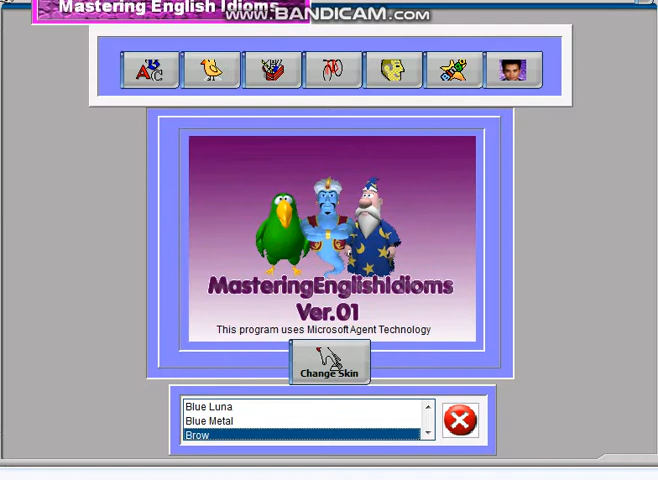 Mastering English Idioms
www.BANDICAM.com
A B C
MasteringEnglishIdioms
Ver.01
This program uses Microsoft Agent Technology
Change Skin
Blue Luna
Blue Metal
Brow